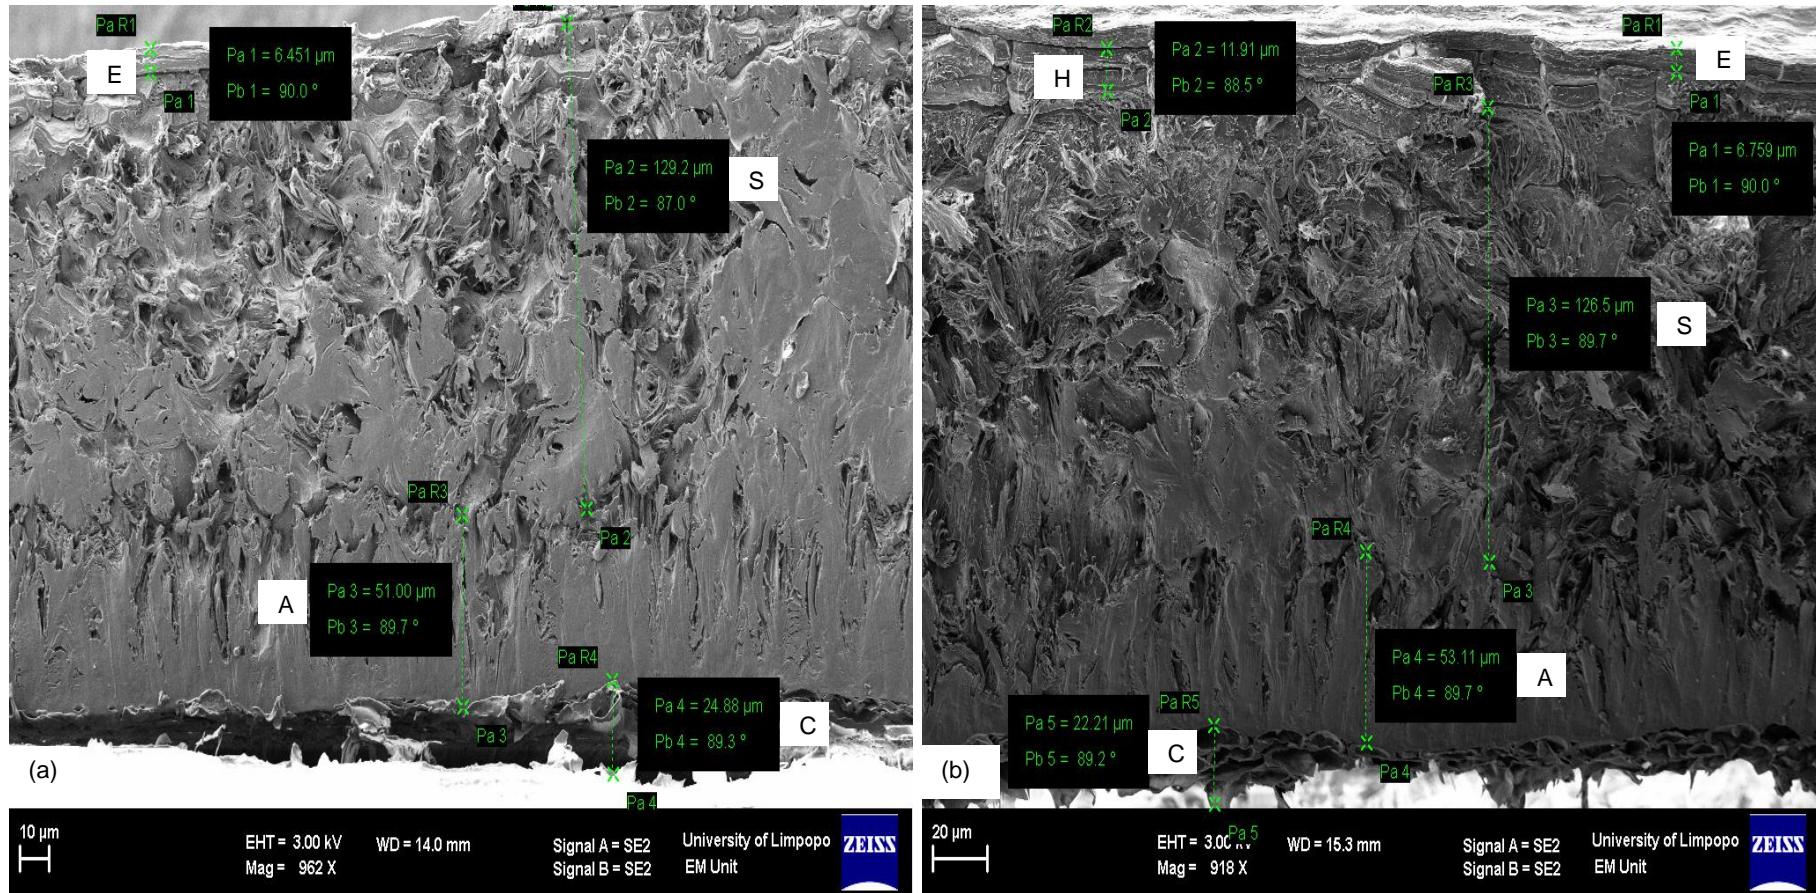 Pa R1
E
Pa 1
Pa 1 = 6.451 µm
Pb 1 = 90.0 º
Pa 2 = 129.2 µm
Pb 2 = 87.0 º
S
Pa R3
Pa 2
A
Pa 3 = 51.00 µm
Pb 3 = 89.7 º
Pa R4
Pa 3
Pa 4 = 24.88 µm
Pb 4 = 89.3 º
C
Pa 4
(a)
10 µm
EHT = 3.00 kV
WD = 14.0 mm
Mag = 962 X
Signal A = SE2
Signal B = SE2
University of Limpopo
EM Unit
ZEISS
Pa R2
H
Pa 2
Pa 2 = 11.91 µm
Pb 2 = 88.5 º
Pa R1
E
Pa 1
Pa R3
Pa 1 = 6.759 µm
Pb 1 = 90.0 º
Pa 3 = 126.5 µm
Pb 3 = 89.7 º
S
Pa R4
Pa 3
Pa 4 = 53.11 µm
Pb 4 = 89.7 º
A
Pa R5
Pa 5 = 22.21 µm
Pb 5 = 89.2 º
C
Pa 4
(b)
Pa 5
20 µm
EHT = 3.00 kV
WD = 15.3 mm
Mag = 918 X
Signal A = SE2
Signal B = SE2
University of Limpopo
EM Unit
ZEISS